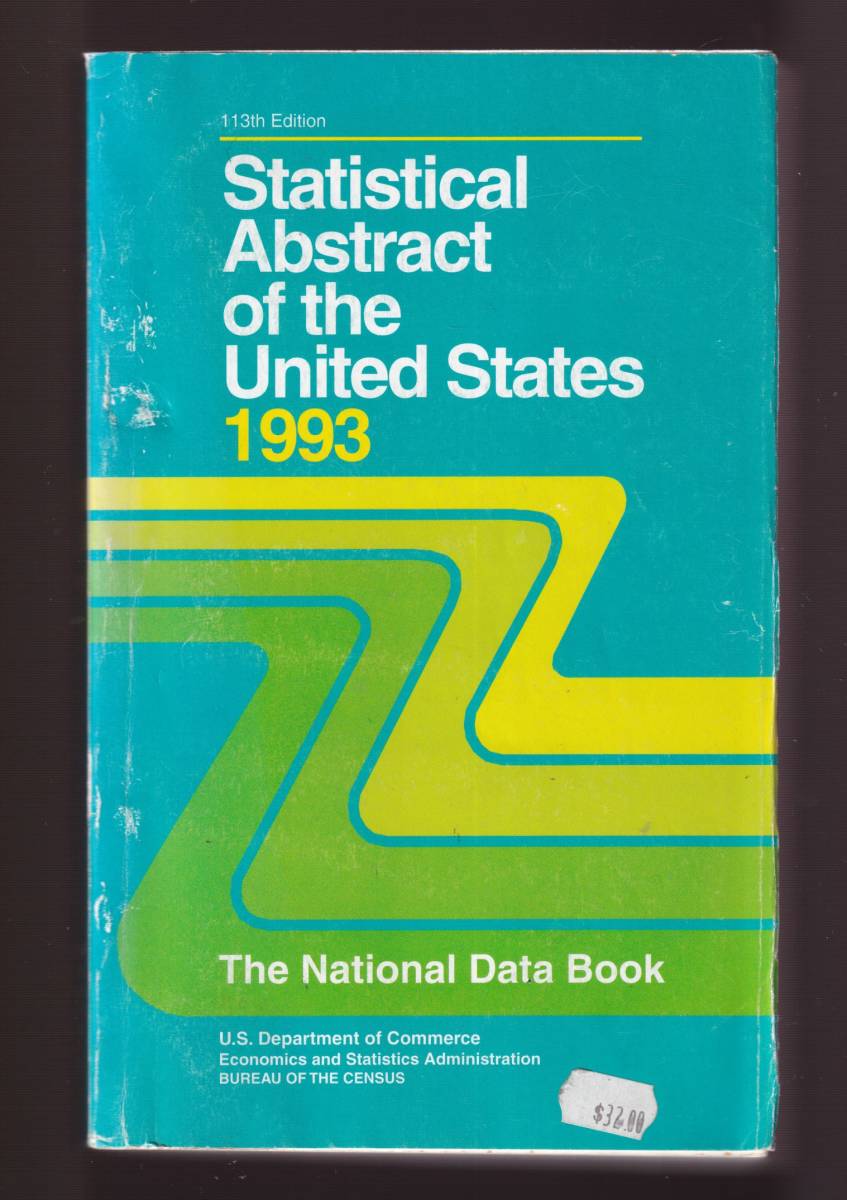 113th Edition
Statistical
Abstract
of the
United States
1993
The National Data Book
U.S. Department of Commerce
Economics and Statistics Administration
BUREAU OF THE CENSUS
$32.00